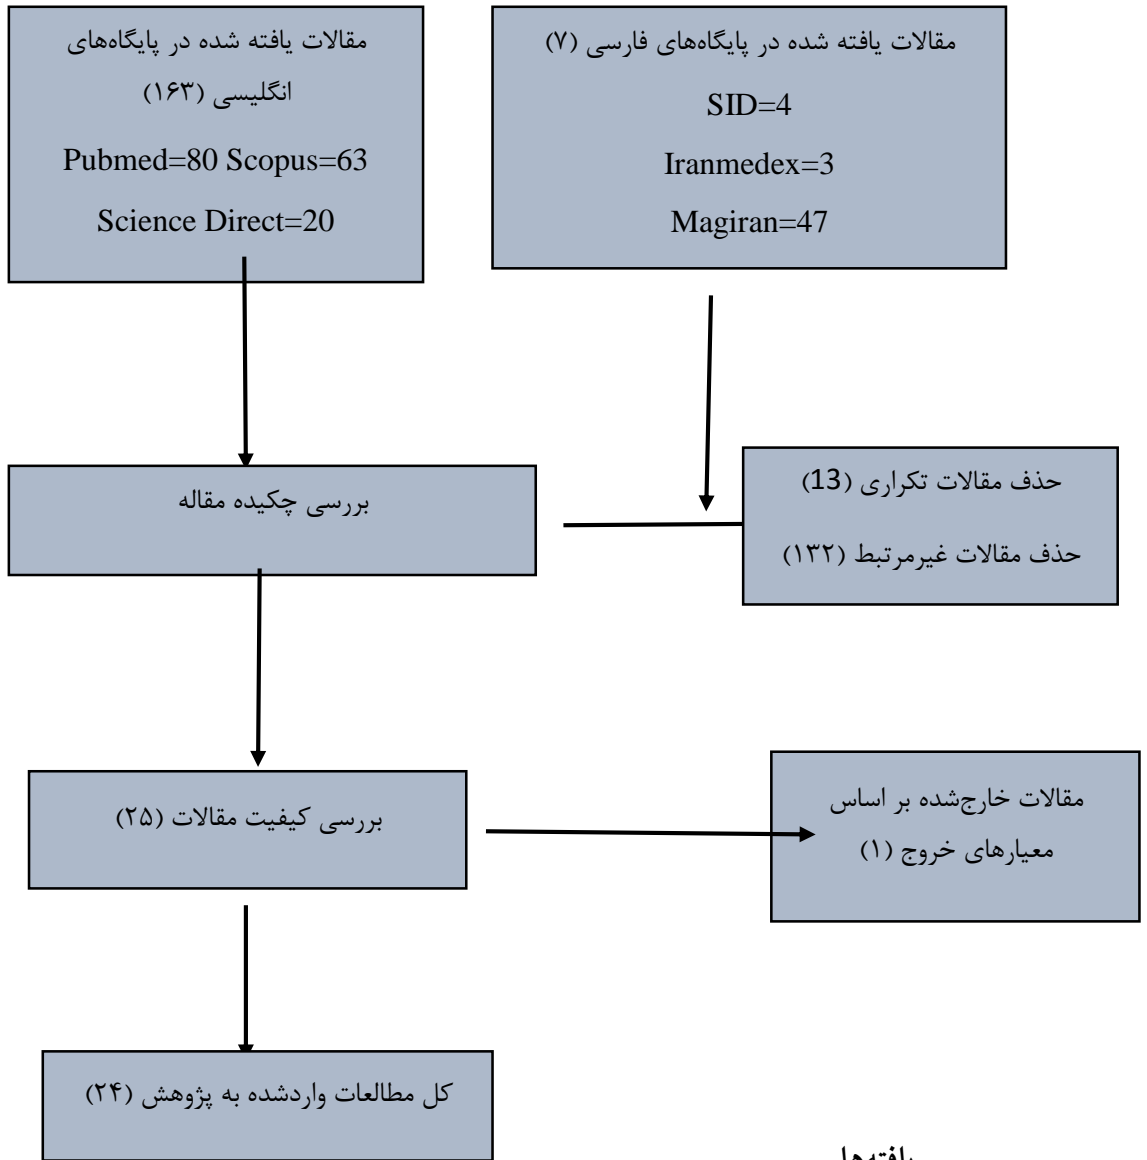 مقالات یافته شده در پایگاه‌های
انگلیسی (۱۶۳)
Pubmed=80 Scopus=63
Science Direct=20
مقالات یافته شده در پایگاه‌های فارسی (۷)
SID=4
Iranmedex=3
Magiran=47
بررسی چکیده مقاله
حذف مقالات تکراری (13)
حذف مقالات غیرمرتبط (۱۳۲)
بررسی کیفیت مقالات (۲۵)
مقالات خارج‌شده بر اساس
معیارهای خروج (۱)
کل مطالعات واردشده به پژوهش (۲۴)